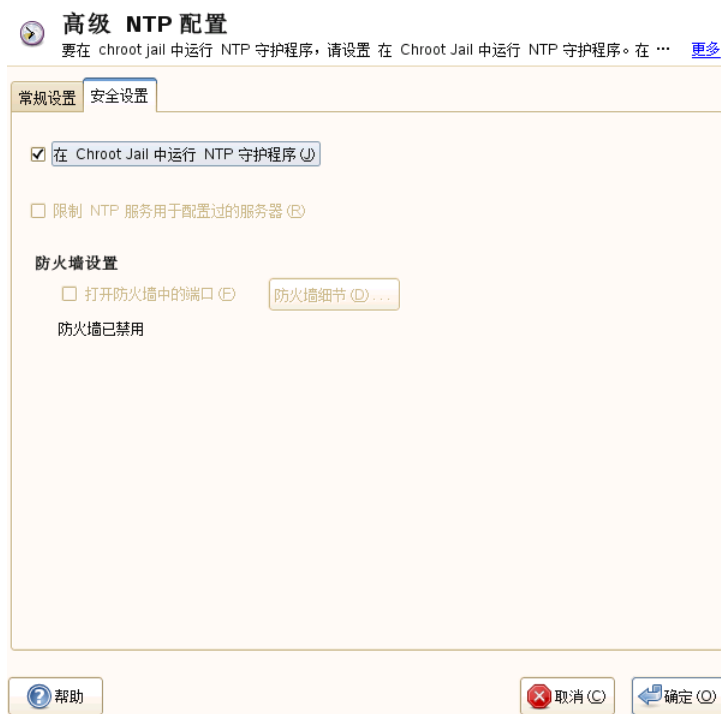 高级 NTP 配置
要在 chroot jail 中运行 NTP 守护程序，请设置 在 Chroot Jail 中运行 NTP 守护程序。在 … 更多
常规设置 安全设置
在 Chroot Jail 中运行 NTP 守护程序(J)
限制 NTP 服务用于配置过的服务器(R)
防火墙设置
打开防火墙中的端口(F) 防火墙细节(D)...
防火墙已禁用
帮助 取消(C) 确定(O)